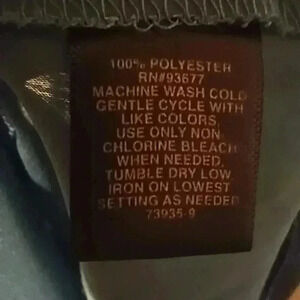 100% POLYESTER
RN#93677
MACHINE WASH COLD
GENTLE CYCLE WITH
LIKE COLORS,
USE ONLY NON-
CHLORINE BLEACH
WHEN NEEDED,
TUMBLE DRY LOW,
IRON ON LOWEST
SETTING AS NEEDED
73935-9